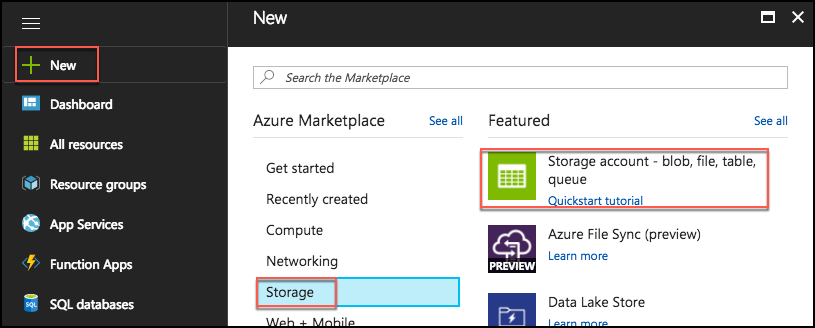 New
New
Dashboard
All resources
Resource groups
App Services
Function Apps
SQL databases
Search the Marketplace
Azure Marketplace
See all
Get started
Recently created
Compute
Networking
Storage
Web + Mobile
Featured
See all
Storage account - blob, file, table,
queue
Quickstart tutorial
PREVIEW
Azure File Sync (preview)
Learn more
Data Lake Store
Learn more
SQL